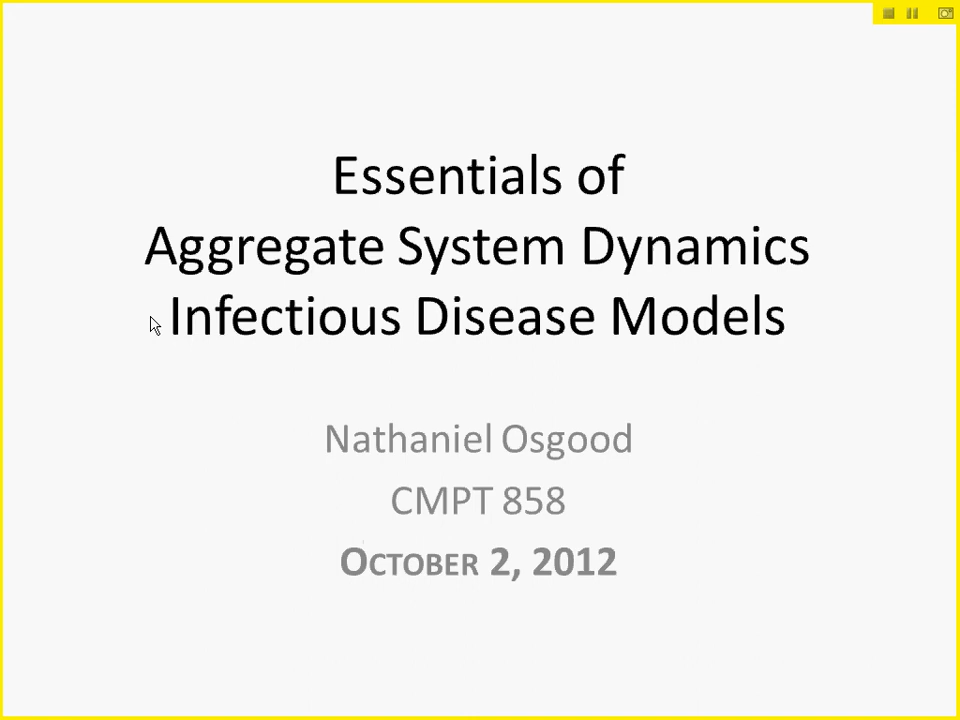 Essentials of
Aggregate System Dynamics
Infectious Disease Models
Nathaniel Osgood
CMPT 858
OCTOBER 2, 2012